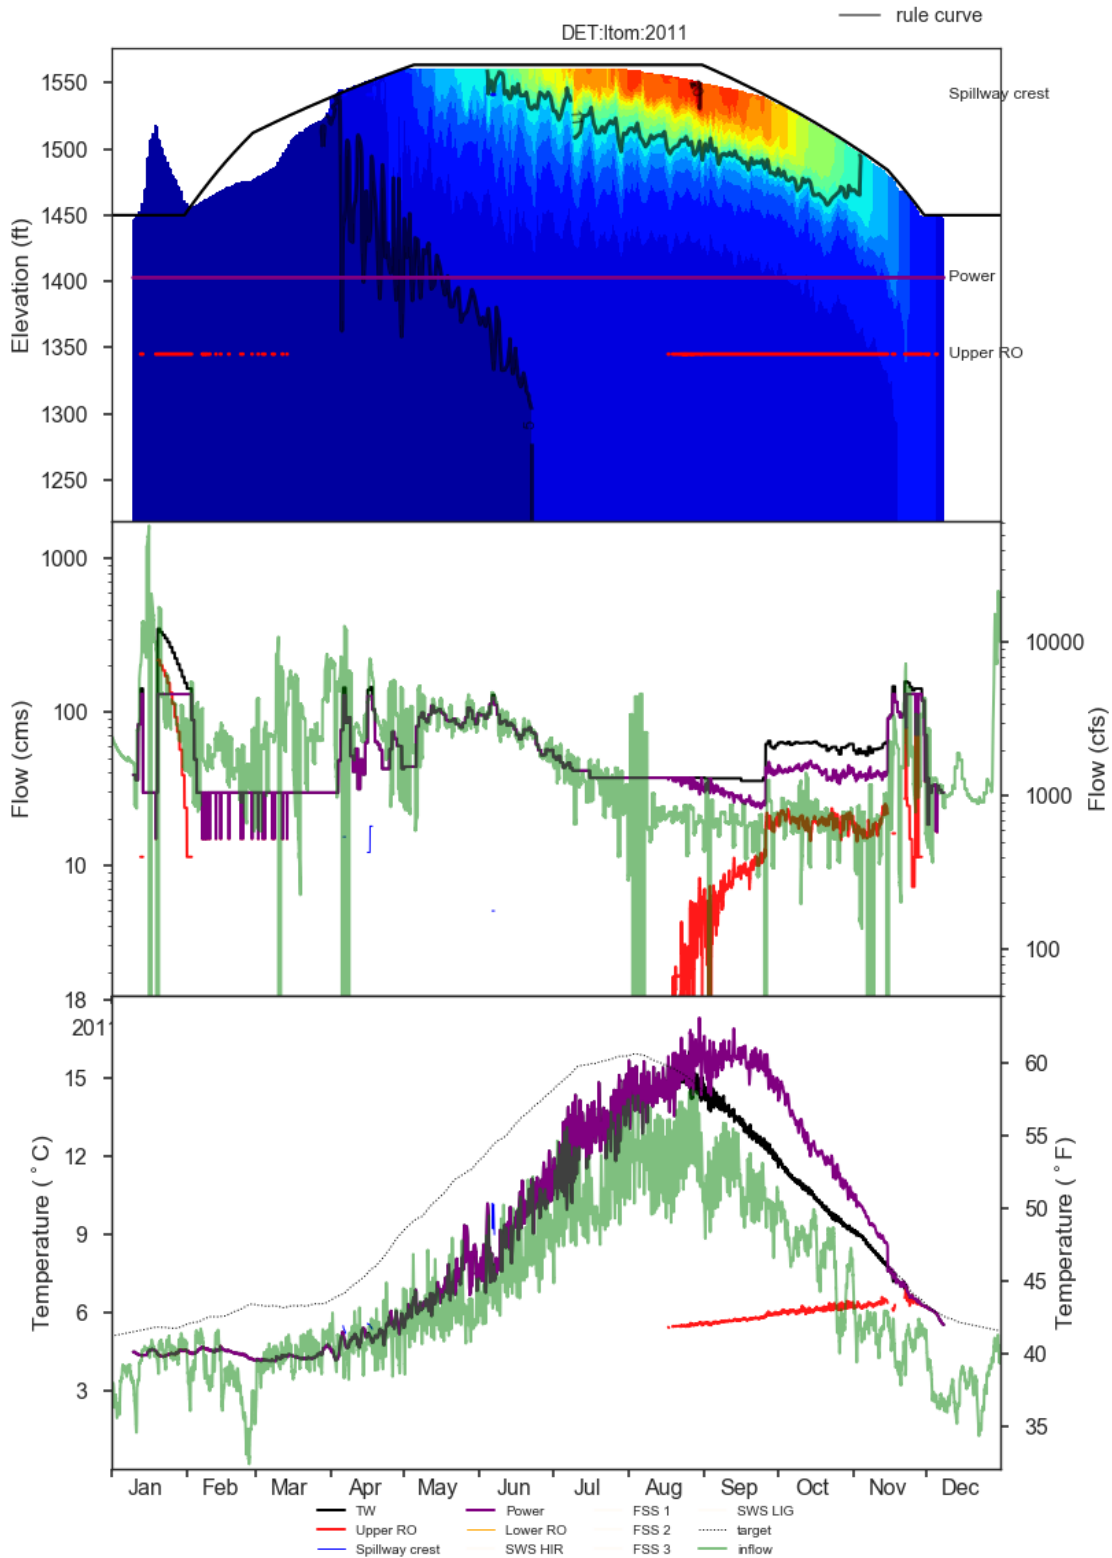 rule curve
DET:ltom:2011
1550
1500
1450
1400
1350
1300
1250
Elevation (ft)
Spillway crest
Power
Upper RO
1000
100
10
Flow (cms)
10000
1000
100
Flow (cfs)
18
201
15
12
9
6
3
Temperature (°C)
60
55
50
45
40
35
Temperature (°F)
Jan Feb Mar Apr May Jun Jul Aug Sep Oct Nov Dec
TW Power FSS 1 SWS LIG
Upper RO Lower RO FSS 2 target
Spillway crest SWS HIR FSS 3 inflow